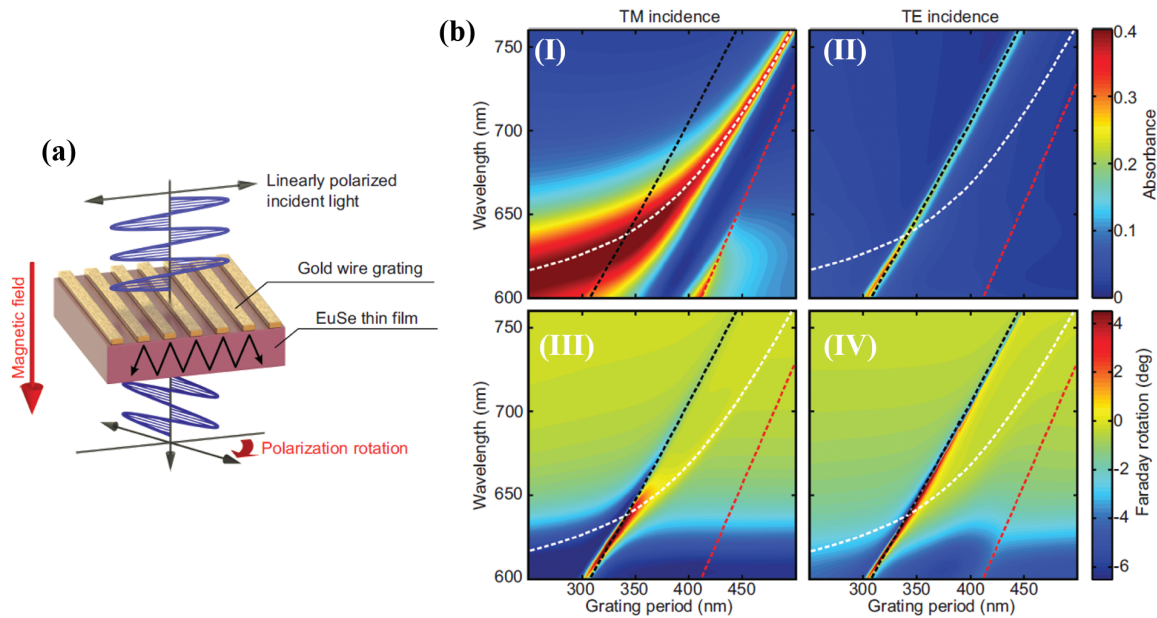 (a)
Linearly polarized
incident light
Gold wire grating
EuSe thin film
Magnetic field
Polarization rotation
(b)
TM incidence
TE incidence
(I)
(II)
(III)
(IV)
Wavelength (nm)
750
700
650
600
Wavelength (nm)
750
700
650
600
300
350
400
450
Grating period (nm)
300
350
400
450
Grating period (nm)
0.4
0.3
0.2
0.1
0
Absorbance
4
2
0
-2
-4
-6
Faraday rotation (deg)